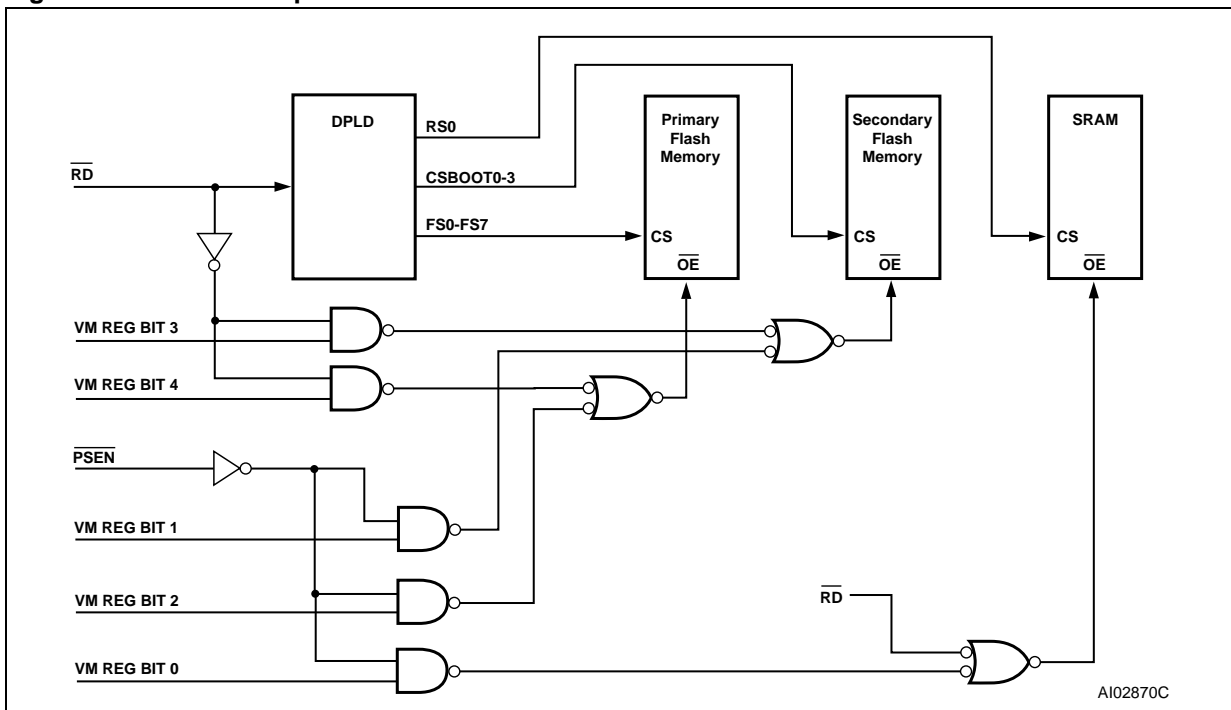 DPLD
RS0
CSBOOT0-3
FS0-FS7
Primary
Flash
Memory
CS
OE
Secondary
Flash
Memory
CS
OE
SRAM
CS
OE
RD
VM REG BIT 3
VM REG BIT 4
PSEN
VM REG BIT 1
VM REG BIT 2
VM REG BIT 0
RD
AI02870C